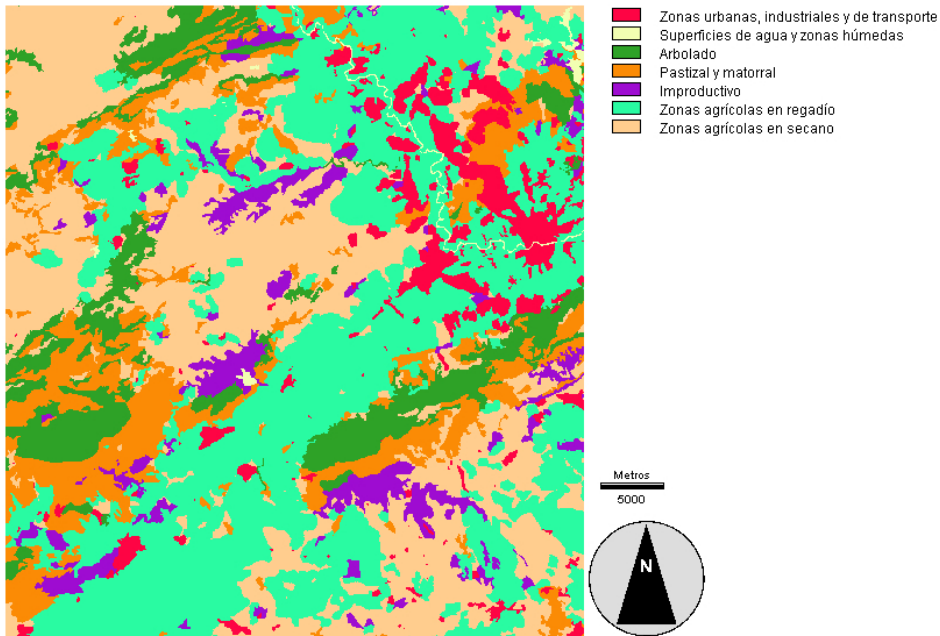 Zonas urbanas, industriales y de transporte
Superficies de agua y zonas húmedas
Arbolado
Pastizal y matorral
Improductivo
Zonas agrícolas en regadío
Zonas agrícolas en secano
Metros
5000
N